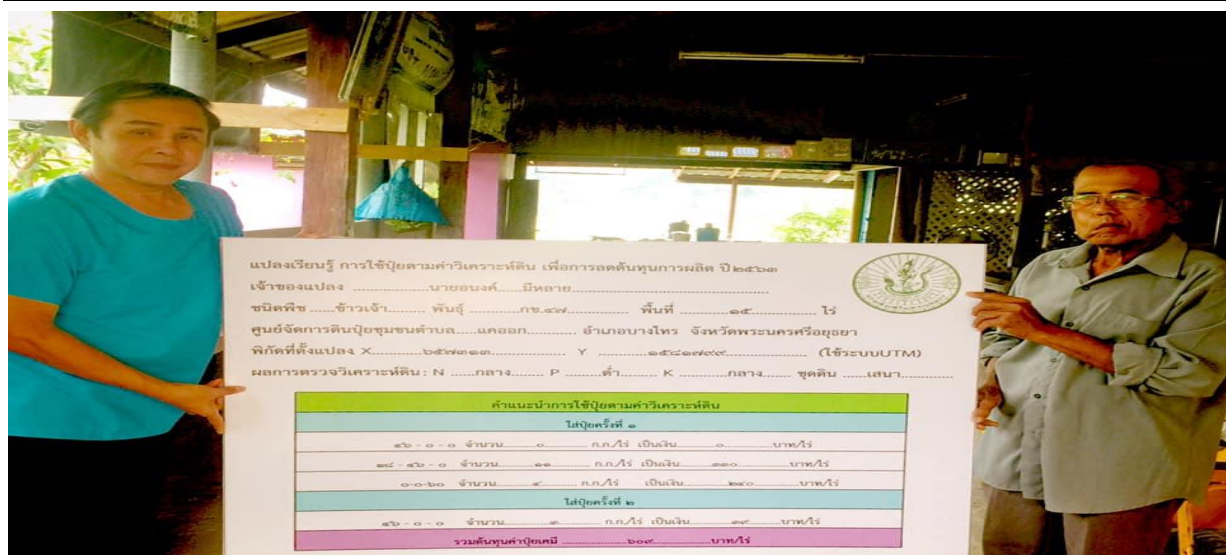 แปลงเรียนรู้ การใช้ปุ๋ยตามค่าวิเคราะห์ดิน เพื่อการลดต้นทุนการผลิต ปี๒๕๖๓
เจ้าของแปลง ..................นายอนงค์.....มีหลาย..................
ชนิดพืช ......ข้าวเจ้า......... พันธุ์ ............กข.๔๗............... พื้นที่ ............๑๕............ ไร่
ศูนย์จัดการดินปุ๋ยชุมชนตำบล.....แคออก........... อำเภอบางไทร จังหวัดพระนครศรีอยุธยา
พิกัดที่ตั้งแปลง X............๖๕๗๓๑๓.................. Y ............๑๕๘๑๗๙๙................... (ใช้ระบบUTM)
ผลการตรวจวิเคราะห์ดิน : N ......กลาง....... P .........ต่ำ....... K ..........กลาง....... ชุดดิน ......เสนา.............
คำแนะนำการใช้ปุ๋ยตามค่าวิเคราะห์ดิน
ใส่ปุ๋ยครั้งที่ ๑
๔๖ - ๐ - ๐ จำนวน.........๐............ ก.ก./ไร่ เป็นเงิน.........๐............บาท/ไร่
๑๘ - ๔๖ - ๐ จำนวน.........๑๑.......... ก.ก./ไร่ เป็นเงิน.........๓๓๐............บาท/ไร่
๐-๐-๖๐ จำนวน...........๔............ ก.ก./ไร่ เป็นเงิน..........๒๔๐............บาท/ไร่
ใส่ปุ๋ยครั้งที่ ๒
๔๖ - ๐ - ๐ จำนวน...........๓............ ก.ก./ไร่ เป็นเงิน..........๓๙............บาท/ไร่
รวมต้นทุนค่าปุ๋ยเคมี ..................๖๐๙...............บาท/ไร่